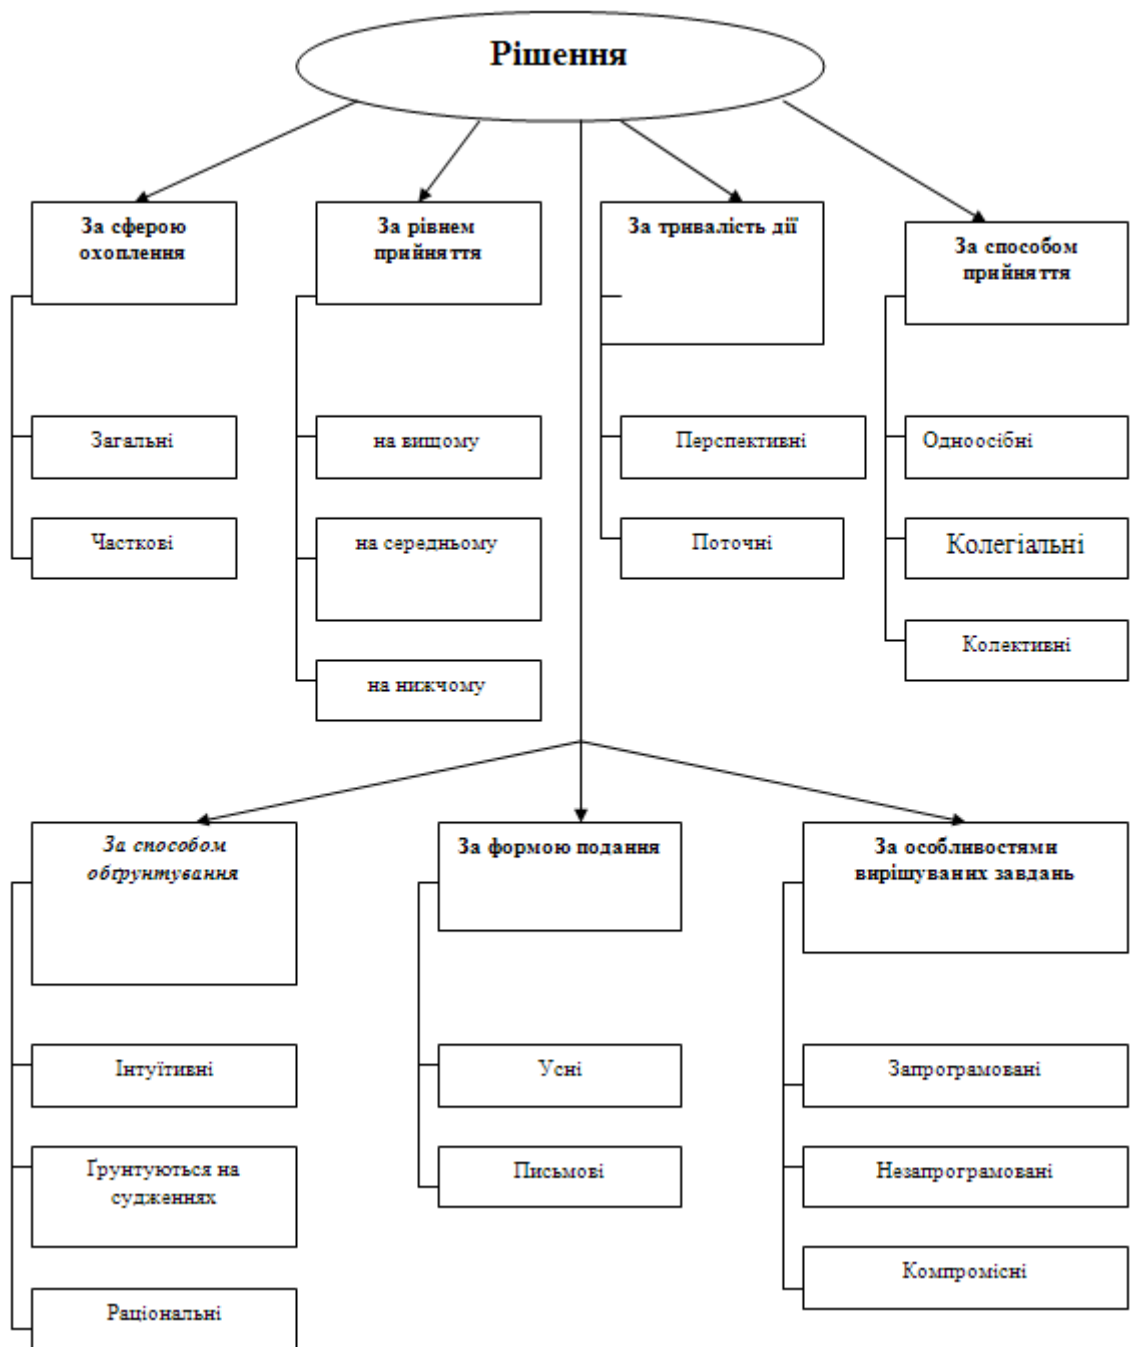 Рішення
За сферою
охоплення
За рівнем
прийняття
За тривалість дії
За способом
прийняття
Загальні
на вищому
Перспективні
Одноосібні
Часткові
на середньому
Поточні
Колегіальні
Колективні
на нижчому
За способом
обґрунтування
За формою подання
За особливостями
вирішуваних завдань
Інтуїтивні
Усні
Запрограмовані
Ґрунтуються на
судженнях
Письмові
Незапрограмовані
Компромісні
Раціональні